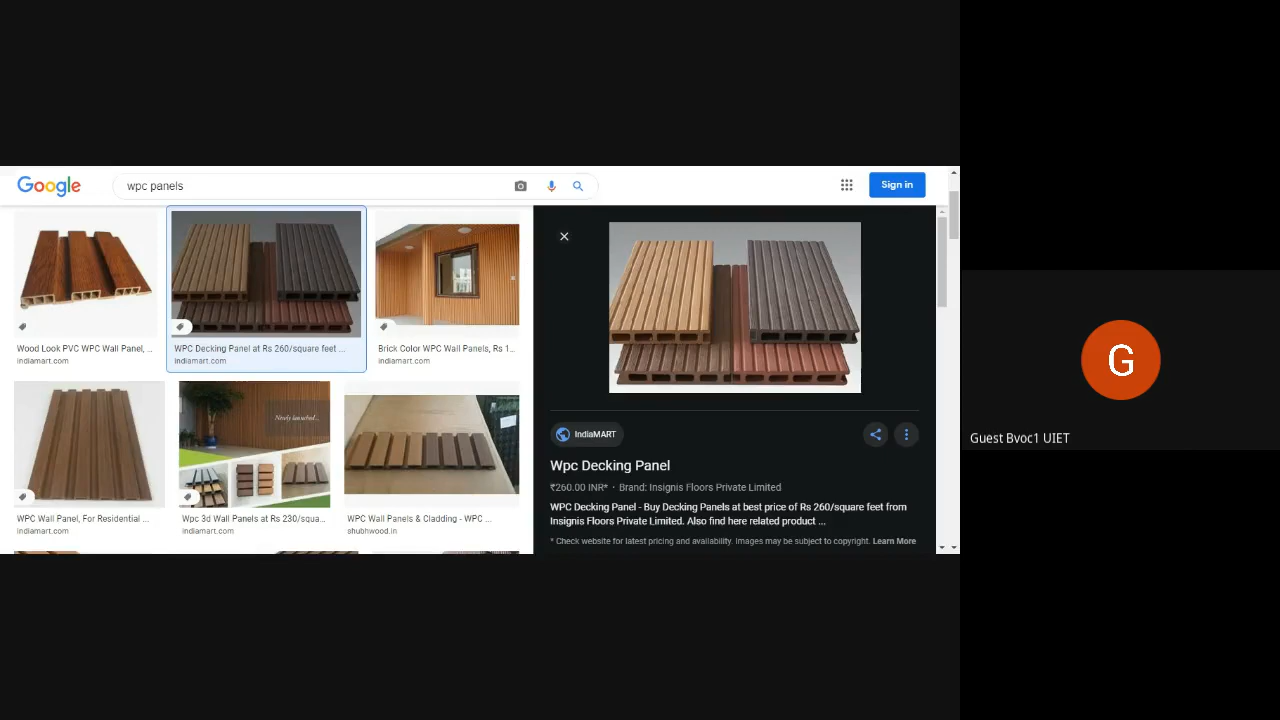 Google
wpc panels
Sign in
Wood Look PVC WPC Wall Panel, ...
indiamart.com
WPC Decking Panel at Rs 260/square feet ...
indiamart.com
Brick Color WPC Wall Panels, Rs 1...
indiamart.com
Newly launched...
WPC Wall Panel, For Residential ...
indiamart.com
Wpc 3d Wall Panels at Rs 230/squa...
indiamart.com
WPC Wall Panels & Cladding - WPC ...
shubhwood.in
IndiaMART
Wpc Decking Panel
₹260.00 INR* · Brand: Insignis Floors Private Limited
WPC Decking Panel - Buy Decking Panels at best price of Rs 260/square feet from
Insignis Floors Private Limited. Also find here related product ...
* Check website for latest pricing and availability. Images may be subject to copyright. Learn More
G
Guest Bvoc1 UIET